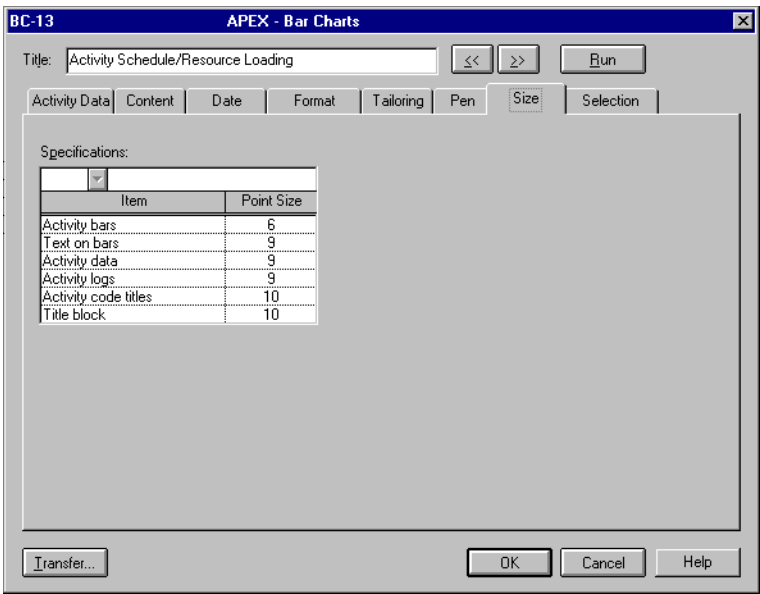 BC-13 APEX - Bar Charts
Title: Activity Schedule/Resource Loading << >> Run
Activity Data Content Date Format Tailoring Pen Size Selection
Specifications:
Item Point Size
Activity bars 6
Text on bars 9
Activity data 9
Activity logs 9
Activity code titles 10
Title block 10
Transfer... OK Cancel Help